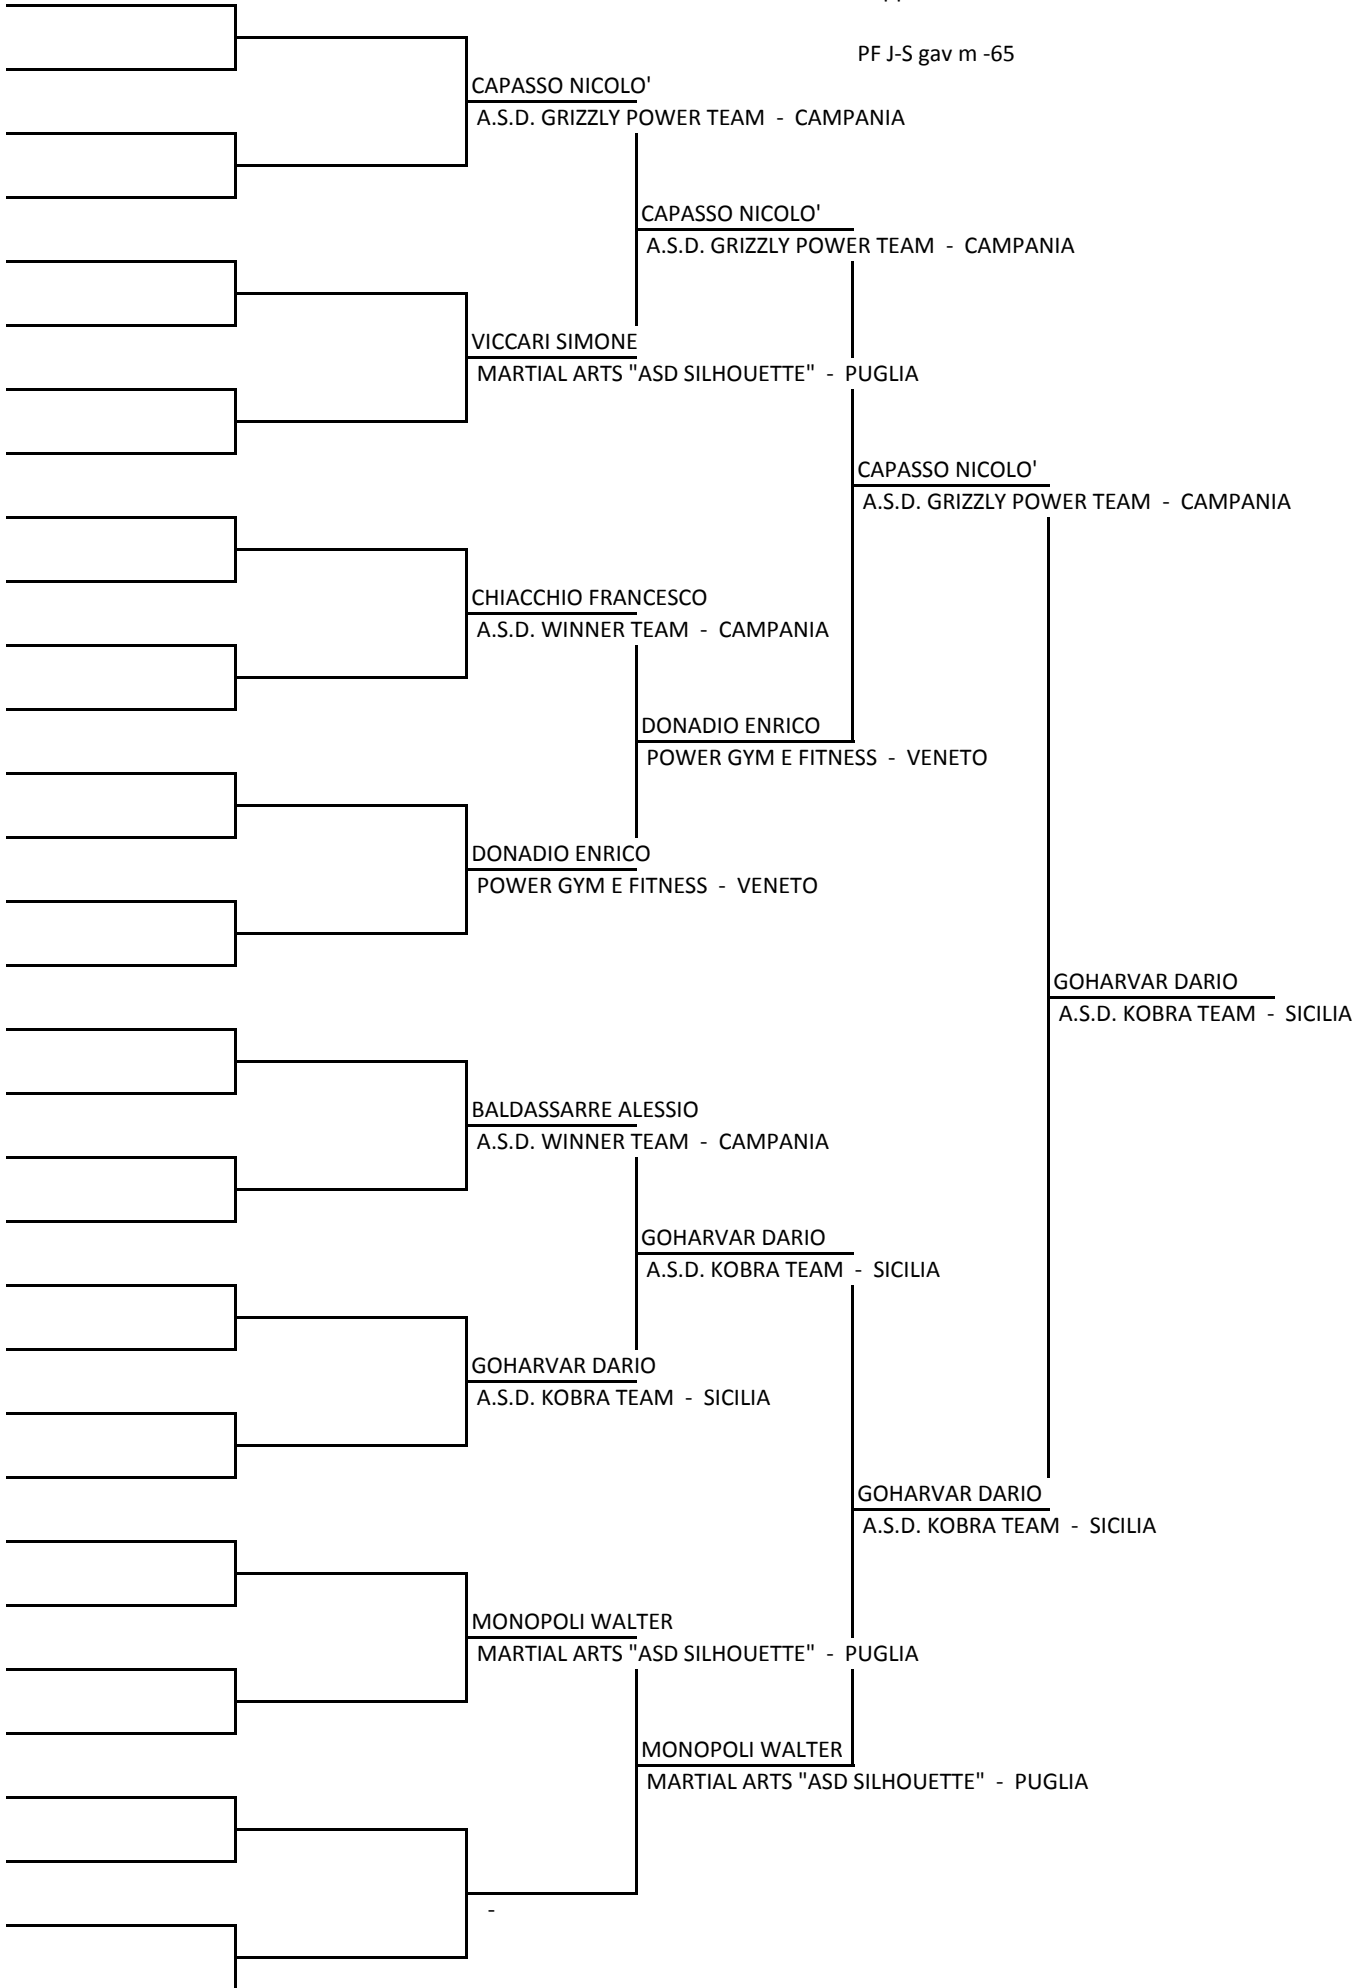 PF J-S gav m -65
CAPASSO NICOLO'
A.S.D. GRIZZLY POWER TEAM - CAMPANIA
CAPASSO NICOLO'
A.S.D. GRIZZLY POWER TEAM - CAMPANIA
VICCARI SIMONE
MARTIAL ARTS "ASD SILHOUETTE" - PUGLIA
CAPASSO NICOLO'
A.S.D. GRIZZLY POWER TEAM - CAMPANIA
CHIACCHIO FRANCESCO
A.S.D. WINNER TEAM - CAMPANIA
DONADIO ENRICO
POWER GYM E FITNESS - VENETO
DONADIO ENRICO
POWER GYM E FITNESS - VENETO
GOHARVAR DARIO
A.S.D. KOBRA TEAM - SICILIA
BALDASSARRE ALESSIO
A.S.D. WINNER TEAM - CAMPANIA
GOHARVAR DARIO
A.S.D. KOBRA TEAM - SICILIA
GOHARVAR DARIO
A.S.D. KOBRA TEAM - SICILIA
GOHARVAR DARIO
A.S.D. KOBRA TEAM - SICILIA
MONOPOLI WALTER
MARTIAL ARTS "ASD SILHOUETTE" - PUGLIA
MONOPOLI WALTER
MARTIAL ARTS "ASD SILHOUETTE" - PUGLIA
-